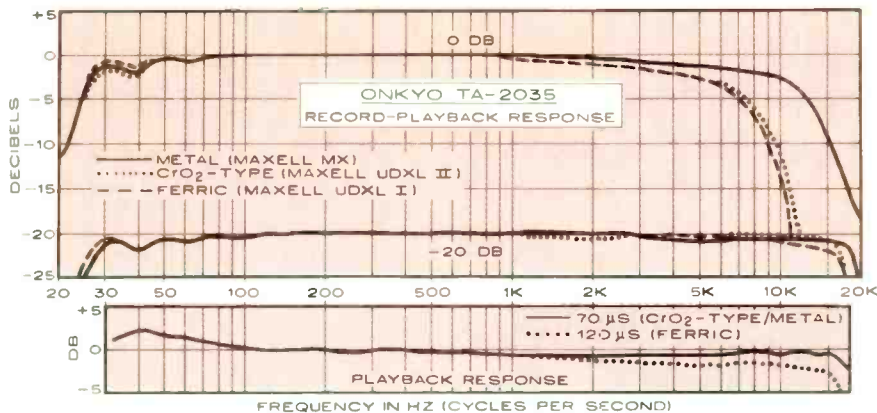 +5
0
−5
−10
−15
−20
−25
DECIBELS
0 DB
ONKYO TA-2035
RECORD-PLAYBACK RESPONSE
METAL (MAXELL MX)
CrO₂-TYPE (MAXELL UDXL II)
FERRIC (MAXELL UDXL I)
−20 DB
20 30 50 100 200 500 1K 2K 5K 10K 20K
+5
0
−5
DB
70 µS (CrO₂-TYPE/METAL)
120 µS (FERRIC)
PLAYBACK RESPONSE
FREQUENCY IN HZ (CYCLES PER SECOND)